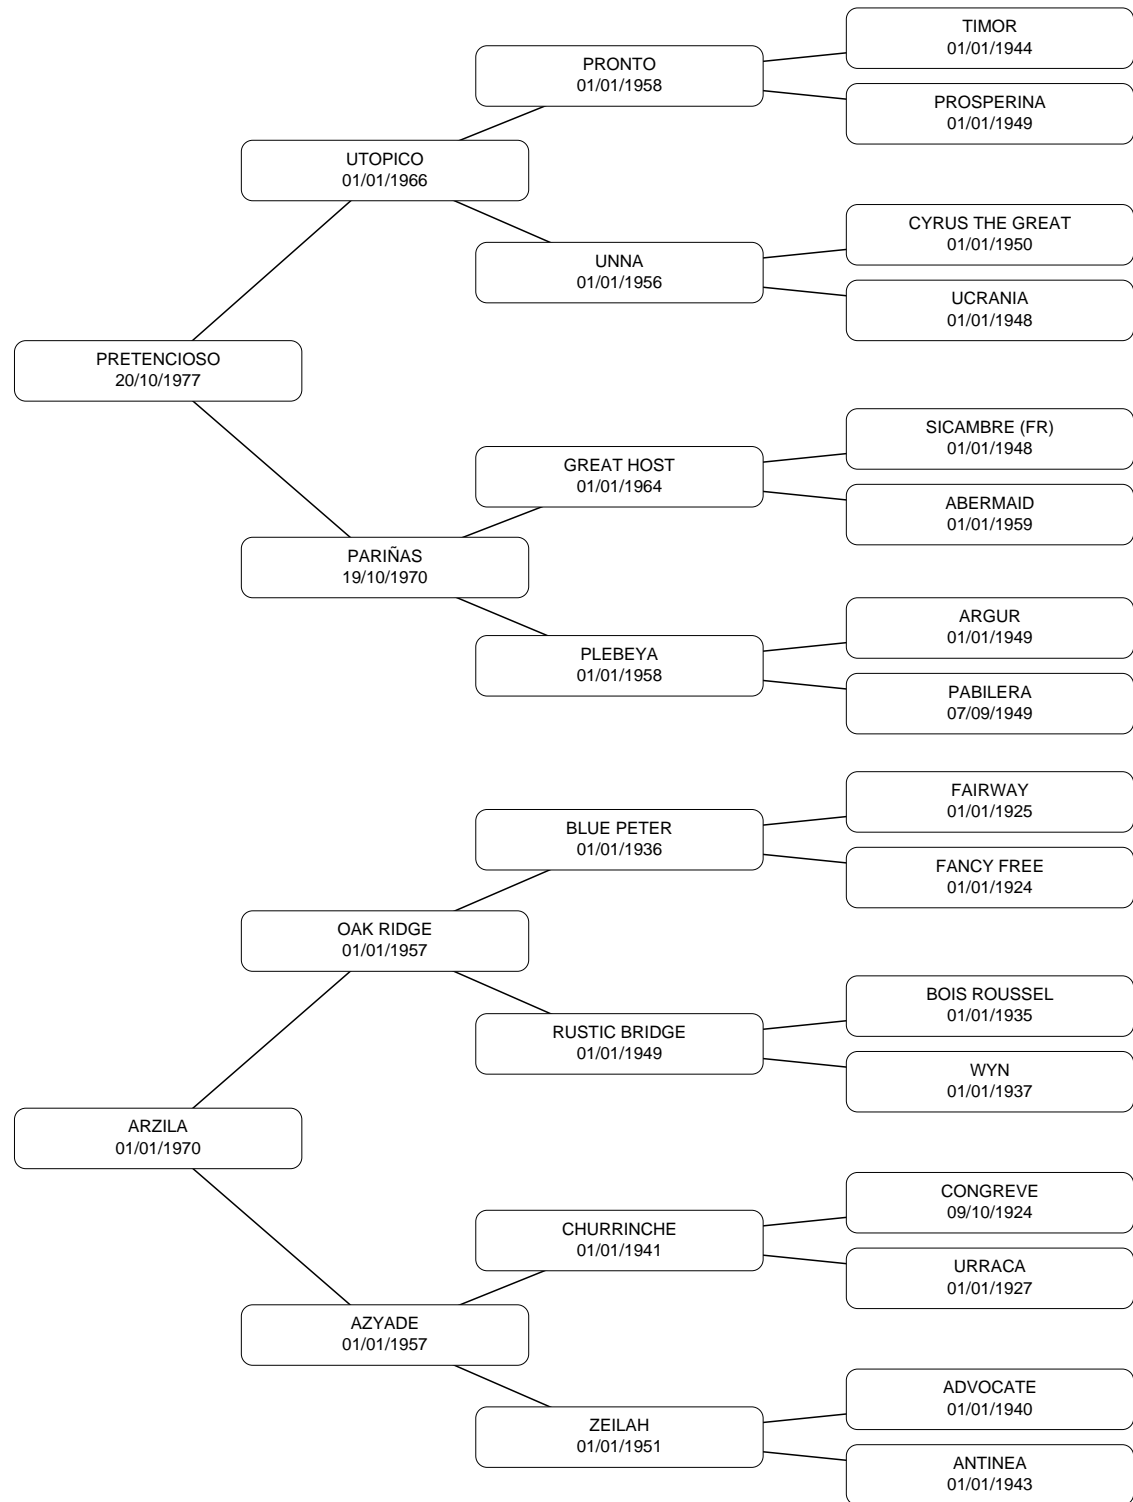 TIMOR
01/01/1944
PRONTO
01/01/1958
PROSPERINA
01/01/1949
UTOPICO
01/01/1966
CYRUS THE GREAT
01/01/1950
UNNA
01/01/1956
UCRANIA
01/01/1948
PRETENCIOSO
20/10/1977
SICAMBRE (FR)
01/01/1948
GREAT HOST
01/01/1964
ABERMAID
01/01/1959
PARIÑAS
19/10/1970
ARGUR
01/01/1949
PLEBEYA
01/01/1958
PABILERA
07/09/1949
FAIRWAY
01/01/1925
BLUE PETER
01/01/1936
FANCY FREE
01/01/1924
OAK RIDGE
01/01/1957
BOIS ROUSSEL
01/01/1935
RUSTIC BRIDGE
01/01/1949
WYN
01/01/1937
ARZILA
01/01/1970
CONGREVE
09/10/1924
CHURRINCHE
01/01/1941
URRACA
01/01/1927
AZYADE
01/01/1957
ADVOCATE
01/01/1940
ZEILAH
01/01/1951
ANTINEA
01/01/1943